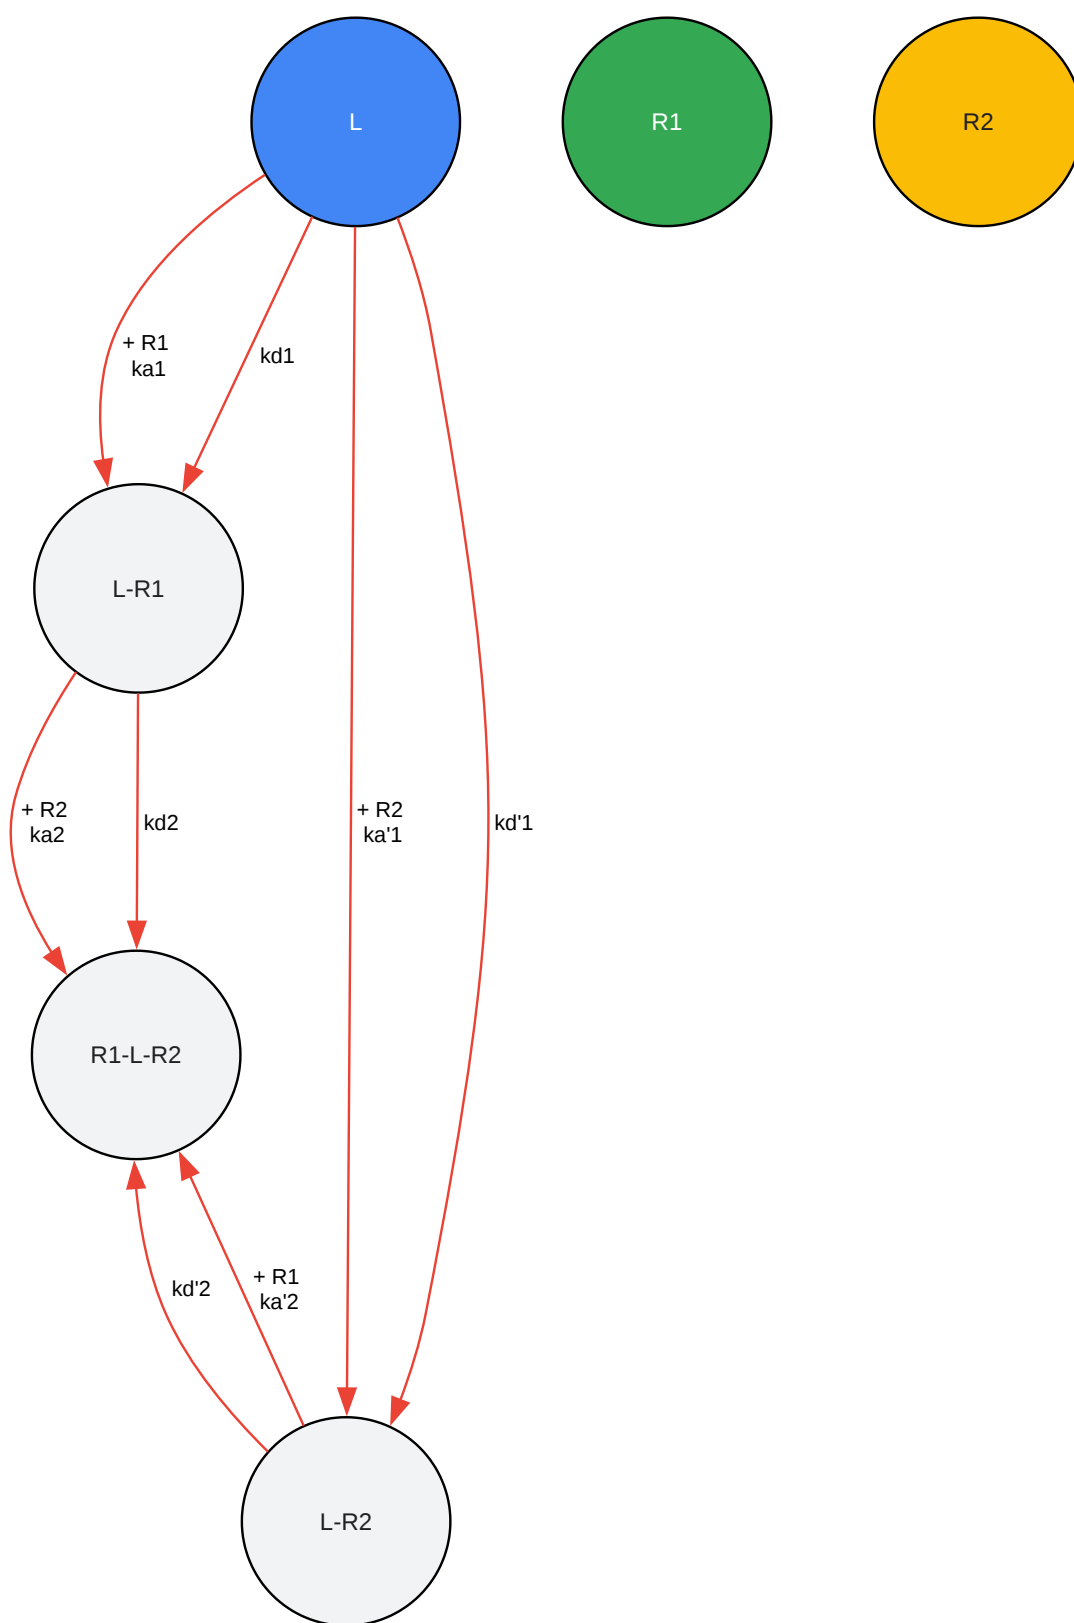 L
R1
R2
+ R1
ka1
kd1
L-R1
+ R2
ka2
kd2
+ R2
ka'1
kd'1
R1-L-R2
kd'2
+ R1
ka'2
L-R2